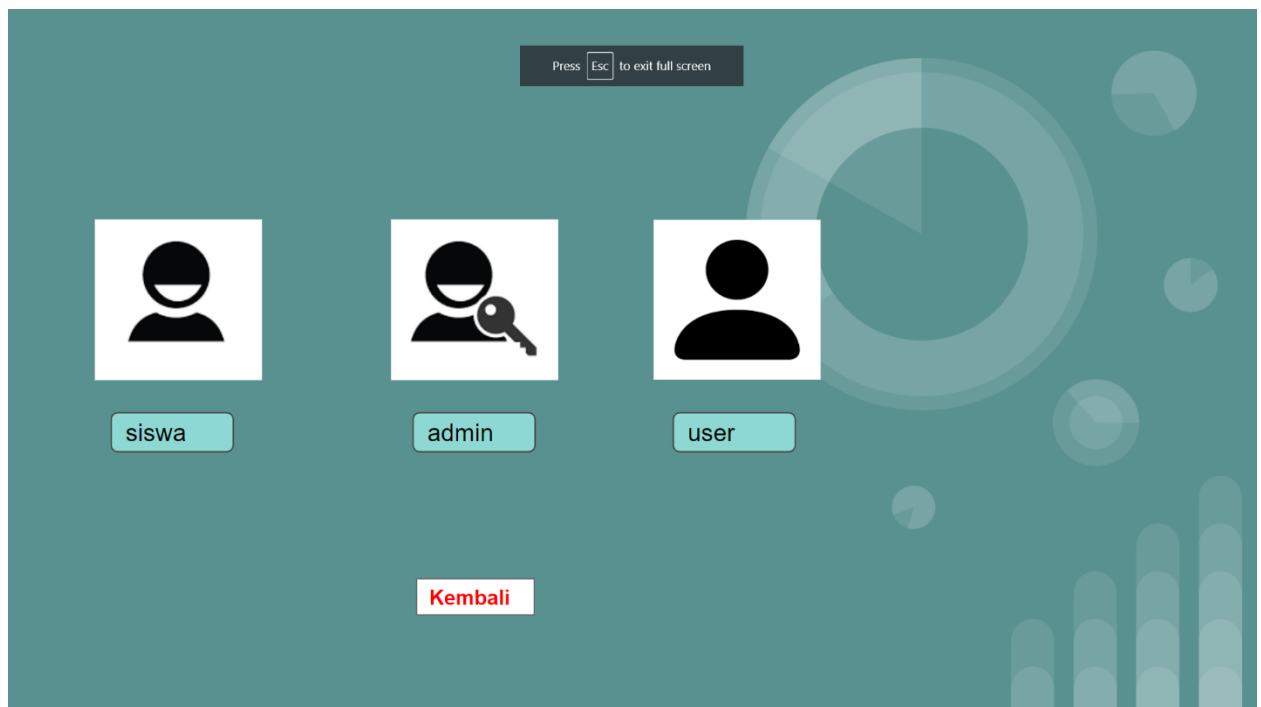 Press Esc to exit full screen
siswa
admin
user
Kembali